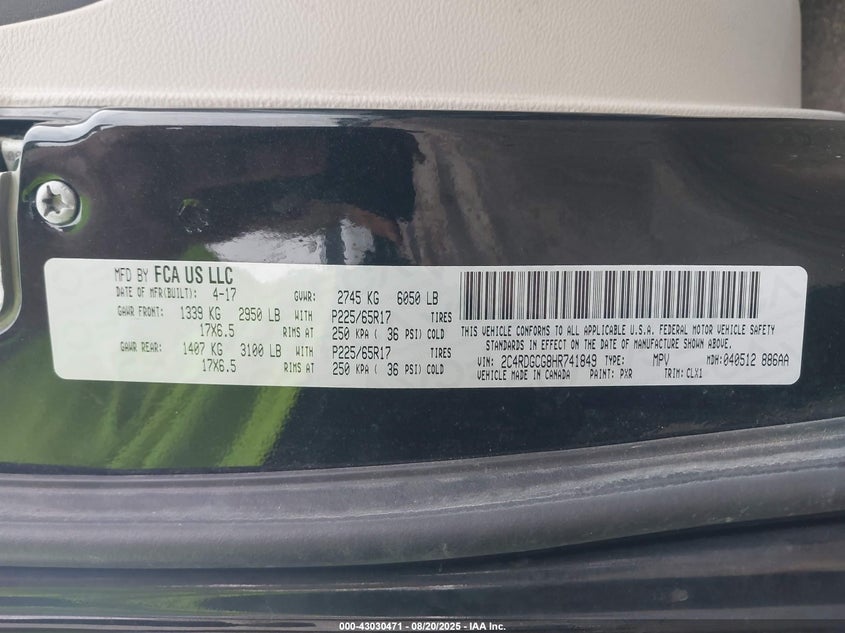 MFD BY FCA US LLC
DATE OF MFR(BUILT): 4-17 GVWR: 2745 KG 6050 LB
GAWR FRONT: 1339 KG 2950 LB WITH P225/65R17 TIRES
17X6.5 RIMS AT 250 KPA ( 36 PSI) COLD
GAWR REAR: 1407 KG 3100 LB WITH P225/65R17 TIRES
17X6.5 RIMS AT 250 KPA ( 36 PSI) COLD
THIS VEHICLE CONFORMS TO ALL APPLICABLE U.S.A. FEDERAL MOTOR VEHICLE SAFETY
STANDARDS IN EFFECT ON THE DATE OF MANUFACTURE SHOWN ABOVE.
VIN: 2C4RDGCG8HR741849 TYPE: MPV MDH:040512 886AA
VEHICLE MADE IN CANADA PAINT: PXR TRIM: CLX1
000-43030471 - 08/20/2025 - IAA Inc.